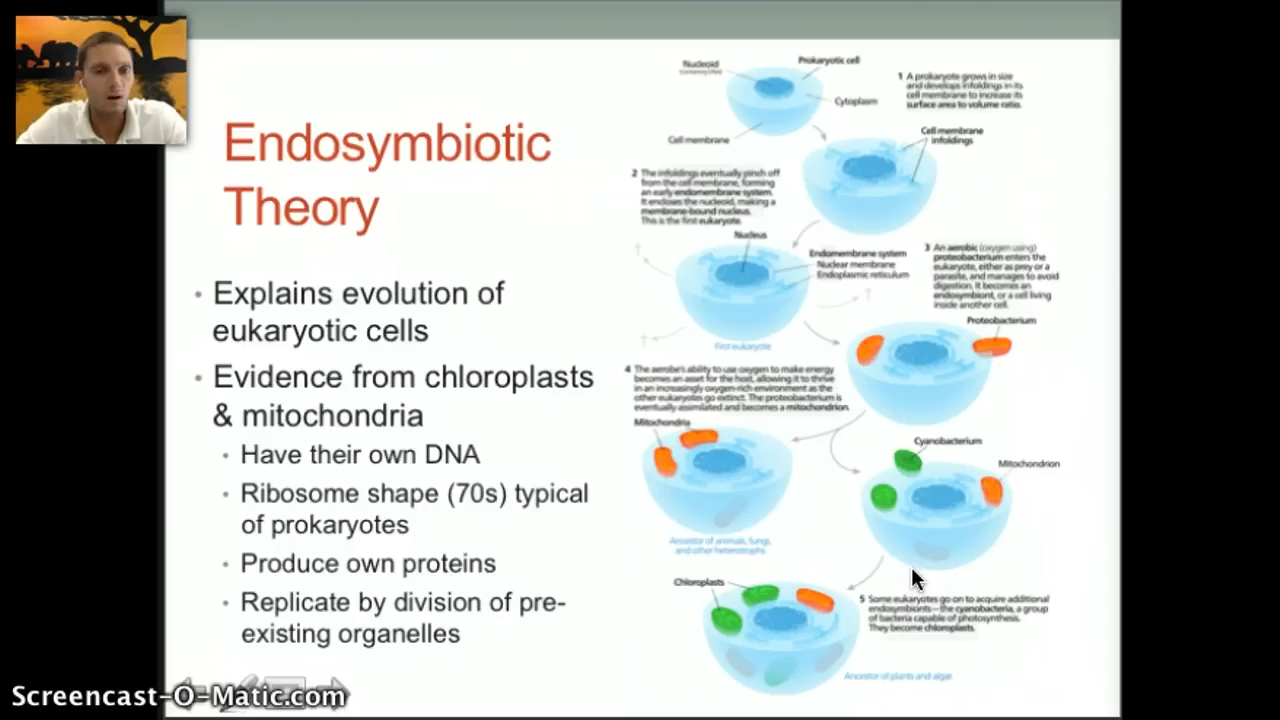 Endosymbiotic
Theory
• Explains evolution of
eukaryotic cells
• Evidence from chloroplasts
& mitochondria
• Have their own DNA
• Ribosome shape (70s) typical
of prokaryotes
• Produce own proteins
• Replicate by division of pre-
existing organelles
Nucleoid
(containing DNA)
Prokaryotic cell
Cytoplasm
Cell membrane
1 A prokaryote grows in size
and develops infoldings in its
cell membrane to increase its
surface area to volume ratio.
Cell membrane
infoldings
2 The infoldings eventually pinch off
from the cell membrane, forming
an early endomembrane system.
It encloses the nucleoid, making a
membrane-bound nucleus.
This is the first eukaryote.
Nucleus
Endomembrane system
Nuclear membrane
Endoplasmic reticulum
First eukaryote
3 An aerobic (oxygen using)
proteobacterium enters the
eukaryote, either as prey or a
parasite, and manages to avoid
digestion. It becomes an
endosymbiont, or a cell living
inside another cell.
Proteobacterium
4 The aerobe's ability to use oxygen to make energy
becomes an asset for the host, allowing it to thrive
in an increasingly oxygen-rich environment as the
other eukaryotes go extinct. The proteobacterium is
eventually assimilated and becomes a mitochondrion.
Mitochondria
Ancestor of animals, fungi,
and other heterotrophs
Cyanobacterium
Mitochondrion
Chloroplasts
5 Some eukaryotes go on to acquire additional
endosymbionts—the cyanobacteria, a group
of bacteria capable of photosynthesis.
They become chloroplasts.
Ancestor of plants and algae
Screencast-O-Matic.com